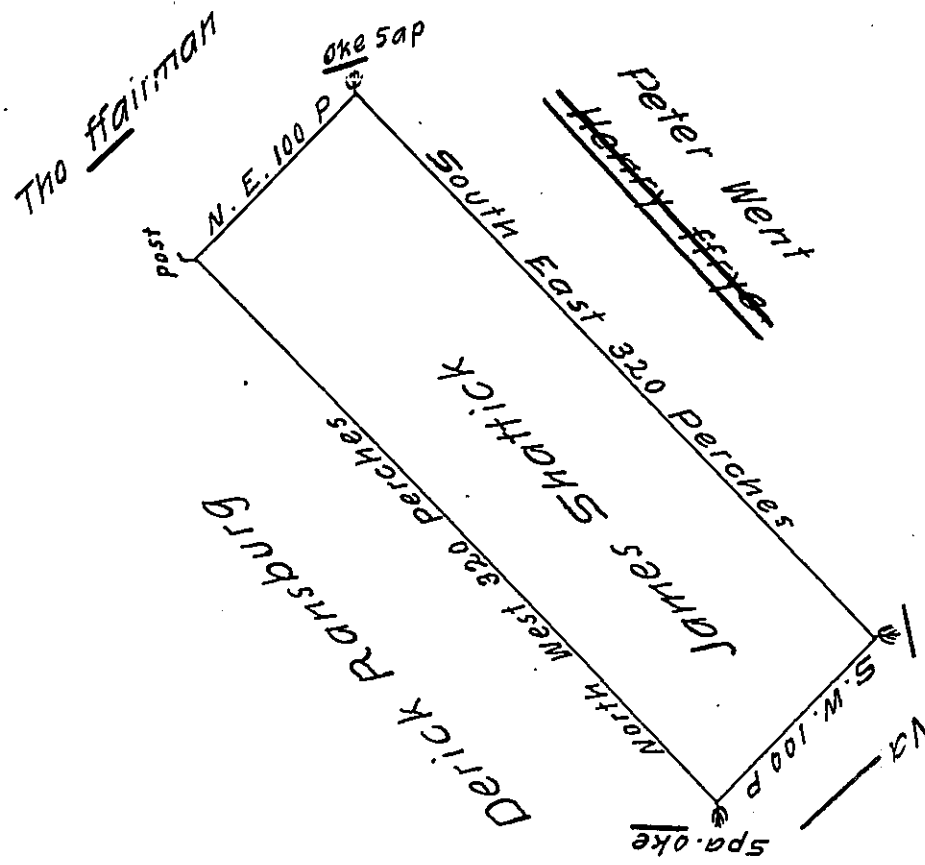 Tho ffairman
oke sap
N. E. 100 P
post
Peter Went
Henry ffrye
South East 320 Perches
James Shattick
North West 320 Perches
Derick Ransburg
S. W. 100 P
Spa. oke
Va